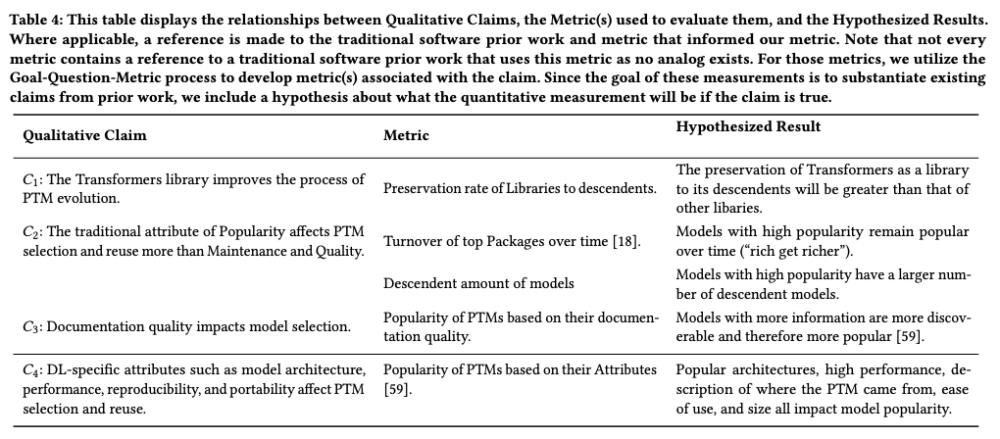 Table 4: This table displays the relationships between Qualitative Claims, the Metric(s) used to evaluate them, and the Hypothesized Results.
Where applicable, a reference is made to the traditional software prior work and metric that informed our metric. Note that not every
metric contains a reference to a traditional software prior work that uses this metric as no analog exists. For those metrics, we utilize the
Goal-Question-Metric process to develop metric(s) associated with the claim. Since the goal of these measurements is to substantiate existing
claims from prior work, we include a hypothesis about what the quantitative measurement will be if the claim is true.
Qualitative Claim
Metric
Hypothesized Result
C₁: The Transformers library improves the process of
PTM evolution.
Preservation rate of Libraries to descendents.
The preservation of Transformers as a library
to its descendents will be greater than that of
other libaries.
C₂: The traditional attribute of Popularity affects PTM
selection and reuse more than Maintenance and Quality.
Turnover of top Packages over time [18].
Models with high popularity remain popular
over time (“rich get richer”).
Descendent amount of models
Models with high popularity have a larger num-
ber of descendent models.
C₃: Documentation quality impacts model selection.
Popularity of PTMs based on their documen-
tation quality.
Models with more information are more discov-
erable and therefore more popular [59].
C₄: DL-specific attributes such as model architecture,
performance, reproducibility, and portability affect PTM
selection and reuse.
Popularity of PTMs based on their Attributes
[59].
Popular architectures, high performance, de-
scription of where the PTM came from, ease
of use, and size all impact model popularity.